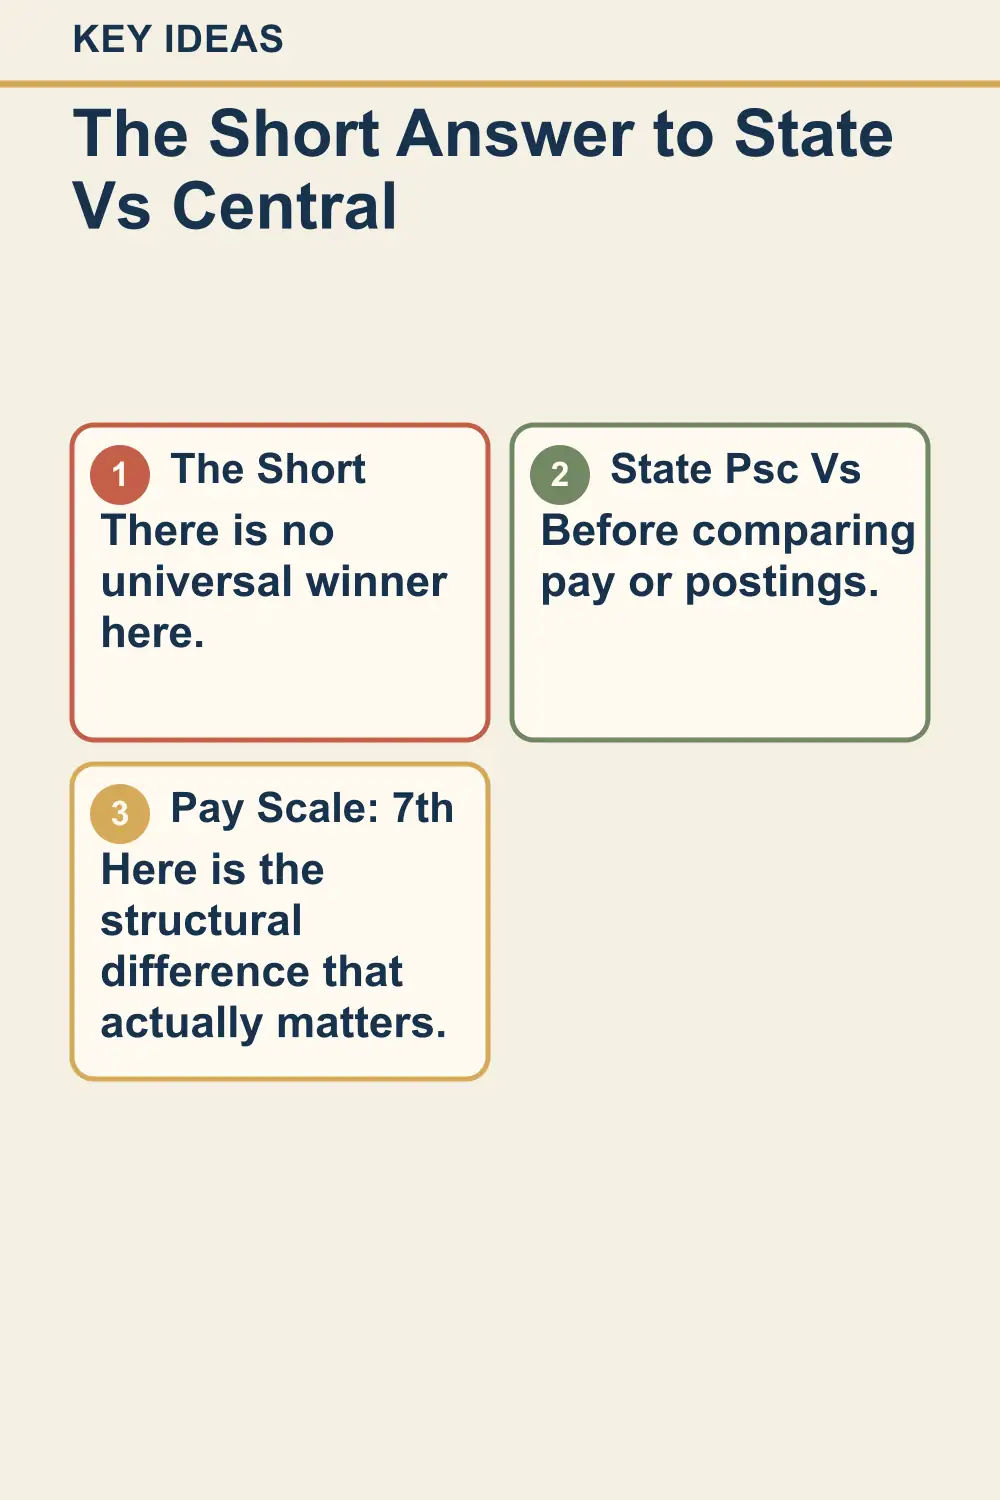 KEY IDEAS
The Short Answer to State
Vs Central
1
The Short
There is no
universal winner
here.
2
State Psc Vs
Before comparing
pay or postings.
3
Pay Scale: 7th
Here is the
structural
difference that
actually matters.